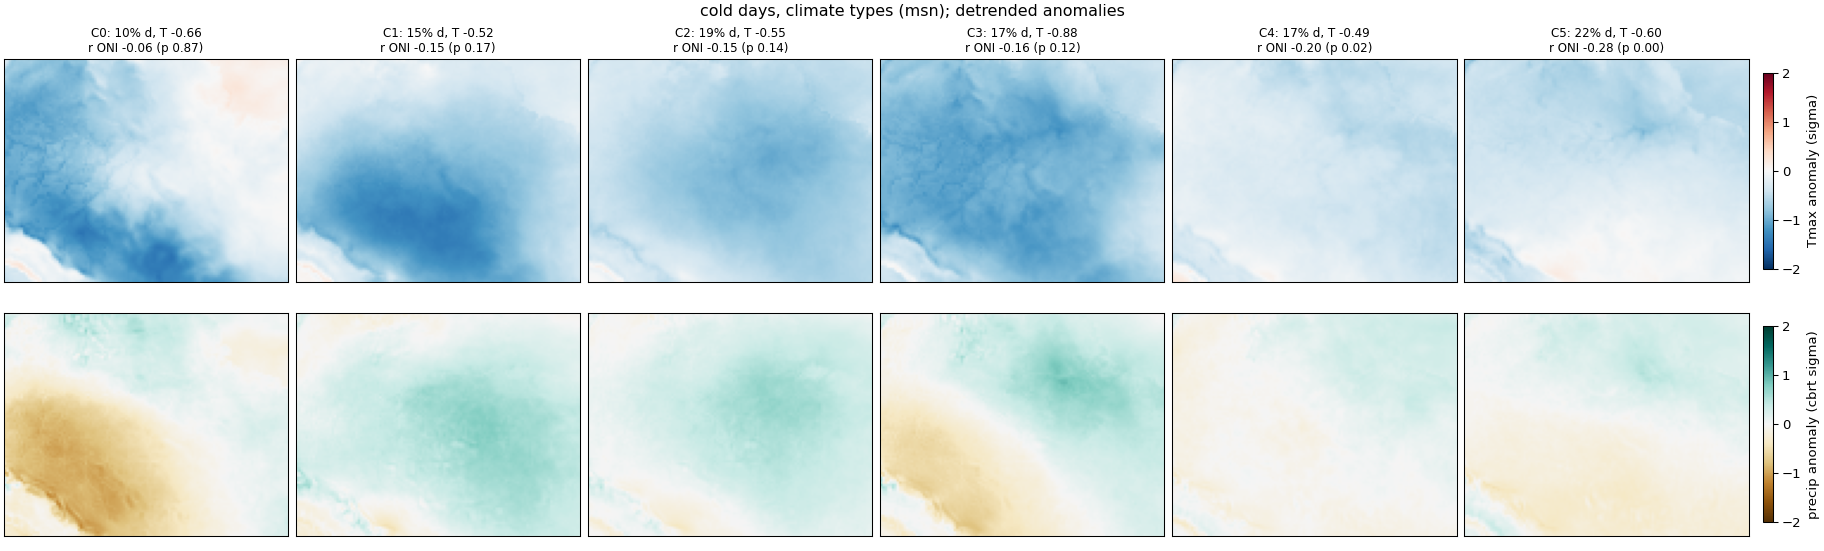 cold days, climate types (msn); detrended anomalies
C0: 10% d, T -0.66
r ONI -0.06 (p 0.87)
C1: 15% d, T -0.52
r ONI -0.15 (p 0.17)
C2: 19% d, T -0.55
r ONI -0.15 (p 0.14)
C3: 17% d, T -0.88
r ONI -0.16 (p 0.12)
C4: 17% d, T -0.49
r ONI -0.20 (p 0.02)
C5: 22% d, T -0.60
r ONI -0.28 (p 0.00)
2
1
0
−1
−2
Tmax anomaly (sigma)
2
1
0
−1
−2
precip anomaly (cbrt sigma)